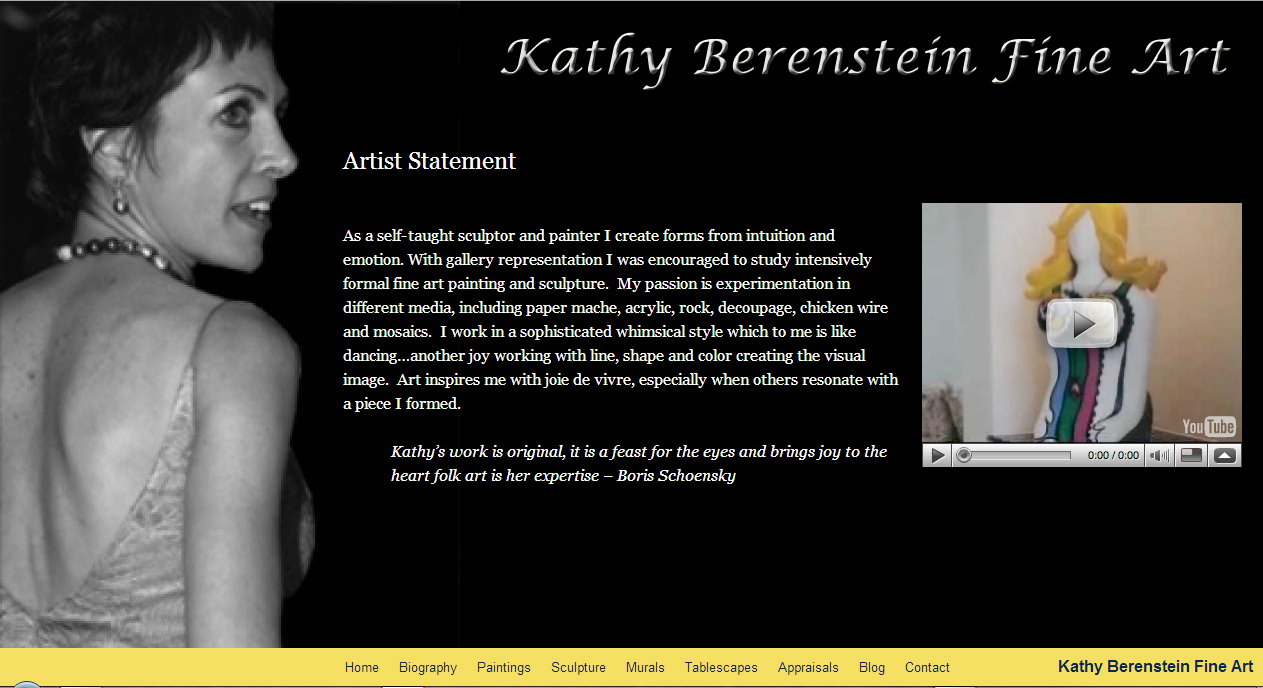 Kathy Berenstein Fine Art
Artist Statement
As a self-taught sculptor and painter I create forms from intuition and
emotion. With gallery representation I was encouraged to study intensively
formal fine art painting and sculpture.  My passion is experimentation in
different media, including paper mache, acrylic, rock, decoupage, chicken wire
and mosaics.  I work in a sophisticated whimsical style which to me is like
dancing...another joy working with line, shape and color creating the visual
image.  Art inspires me with joie de vivre, especially when others resonate with
a piece I formed.
Kathy's work is original, it is a feast for the eyes and brings joy to the
heart folk art is her expertise – Boris Schoensky
YouTube
0:00 / 0:00
Home Biography Paintings Sculpture Murals Tablescapes Appraisals Blog Contact Kathy Berenstein Fine Art